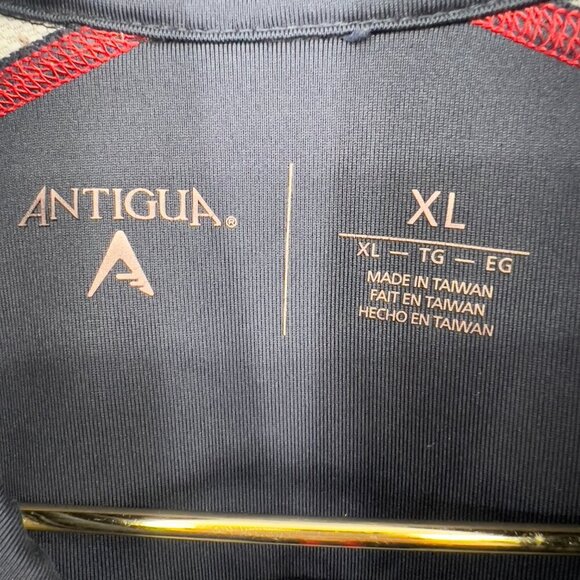 ANTIGUA®
XL
XL — TG — EG
MADE IN TAIWAN
FAIT EN TAIWAN
HECHO EN TAIWAN